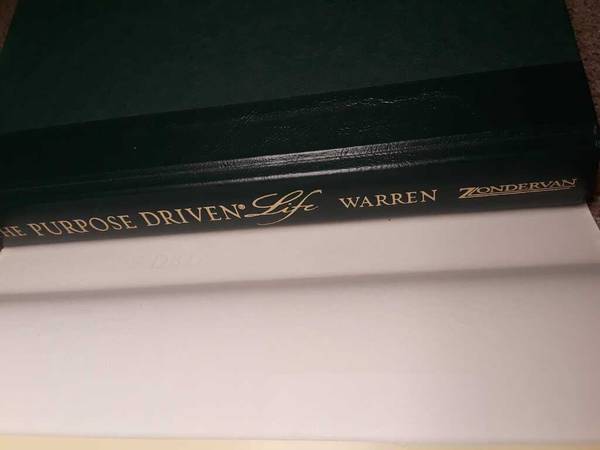 HE PURPOSE DRIVEN® Life WARREN ZONDERVAN